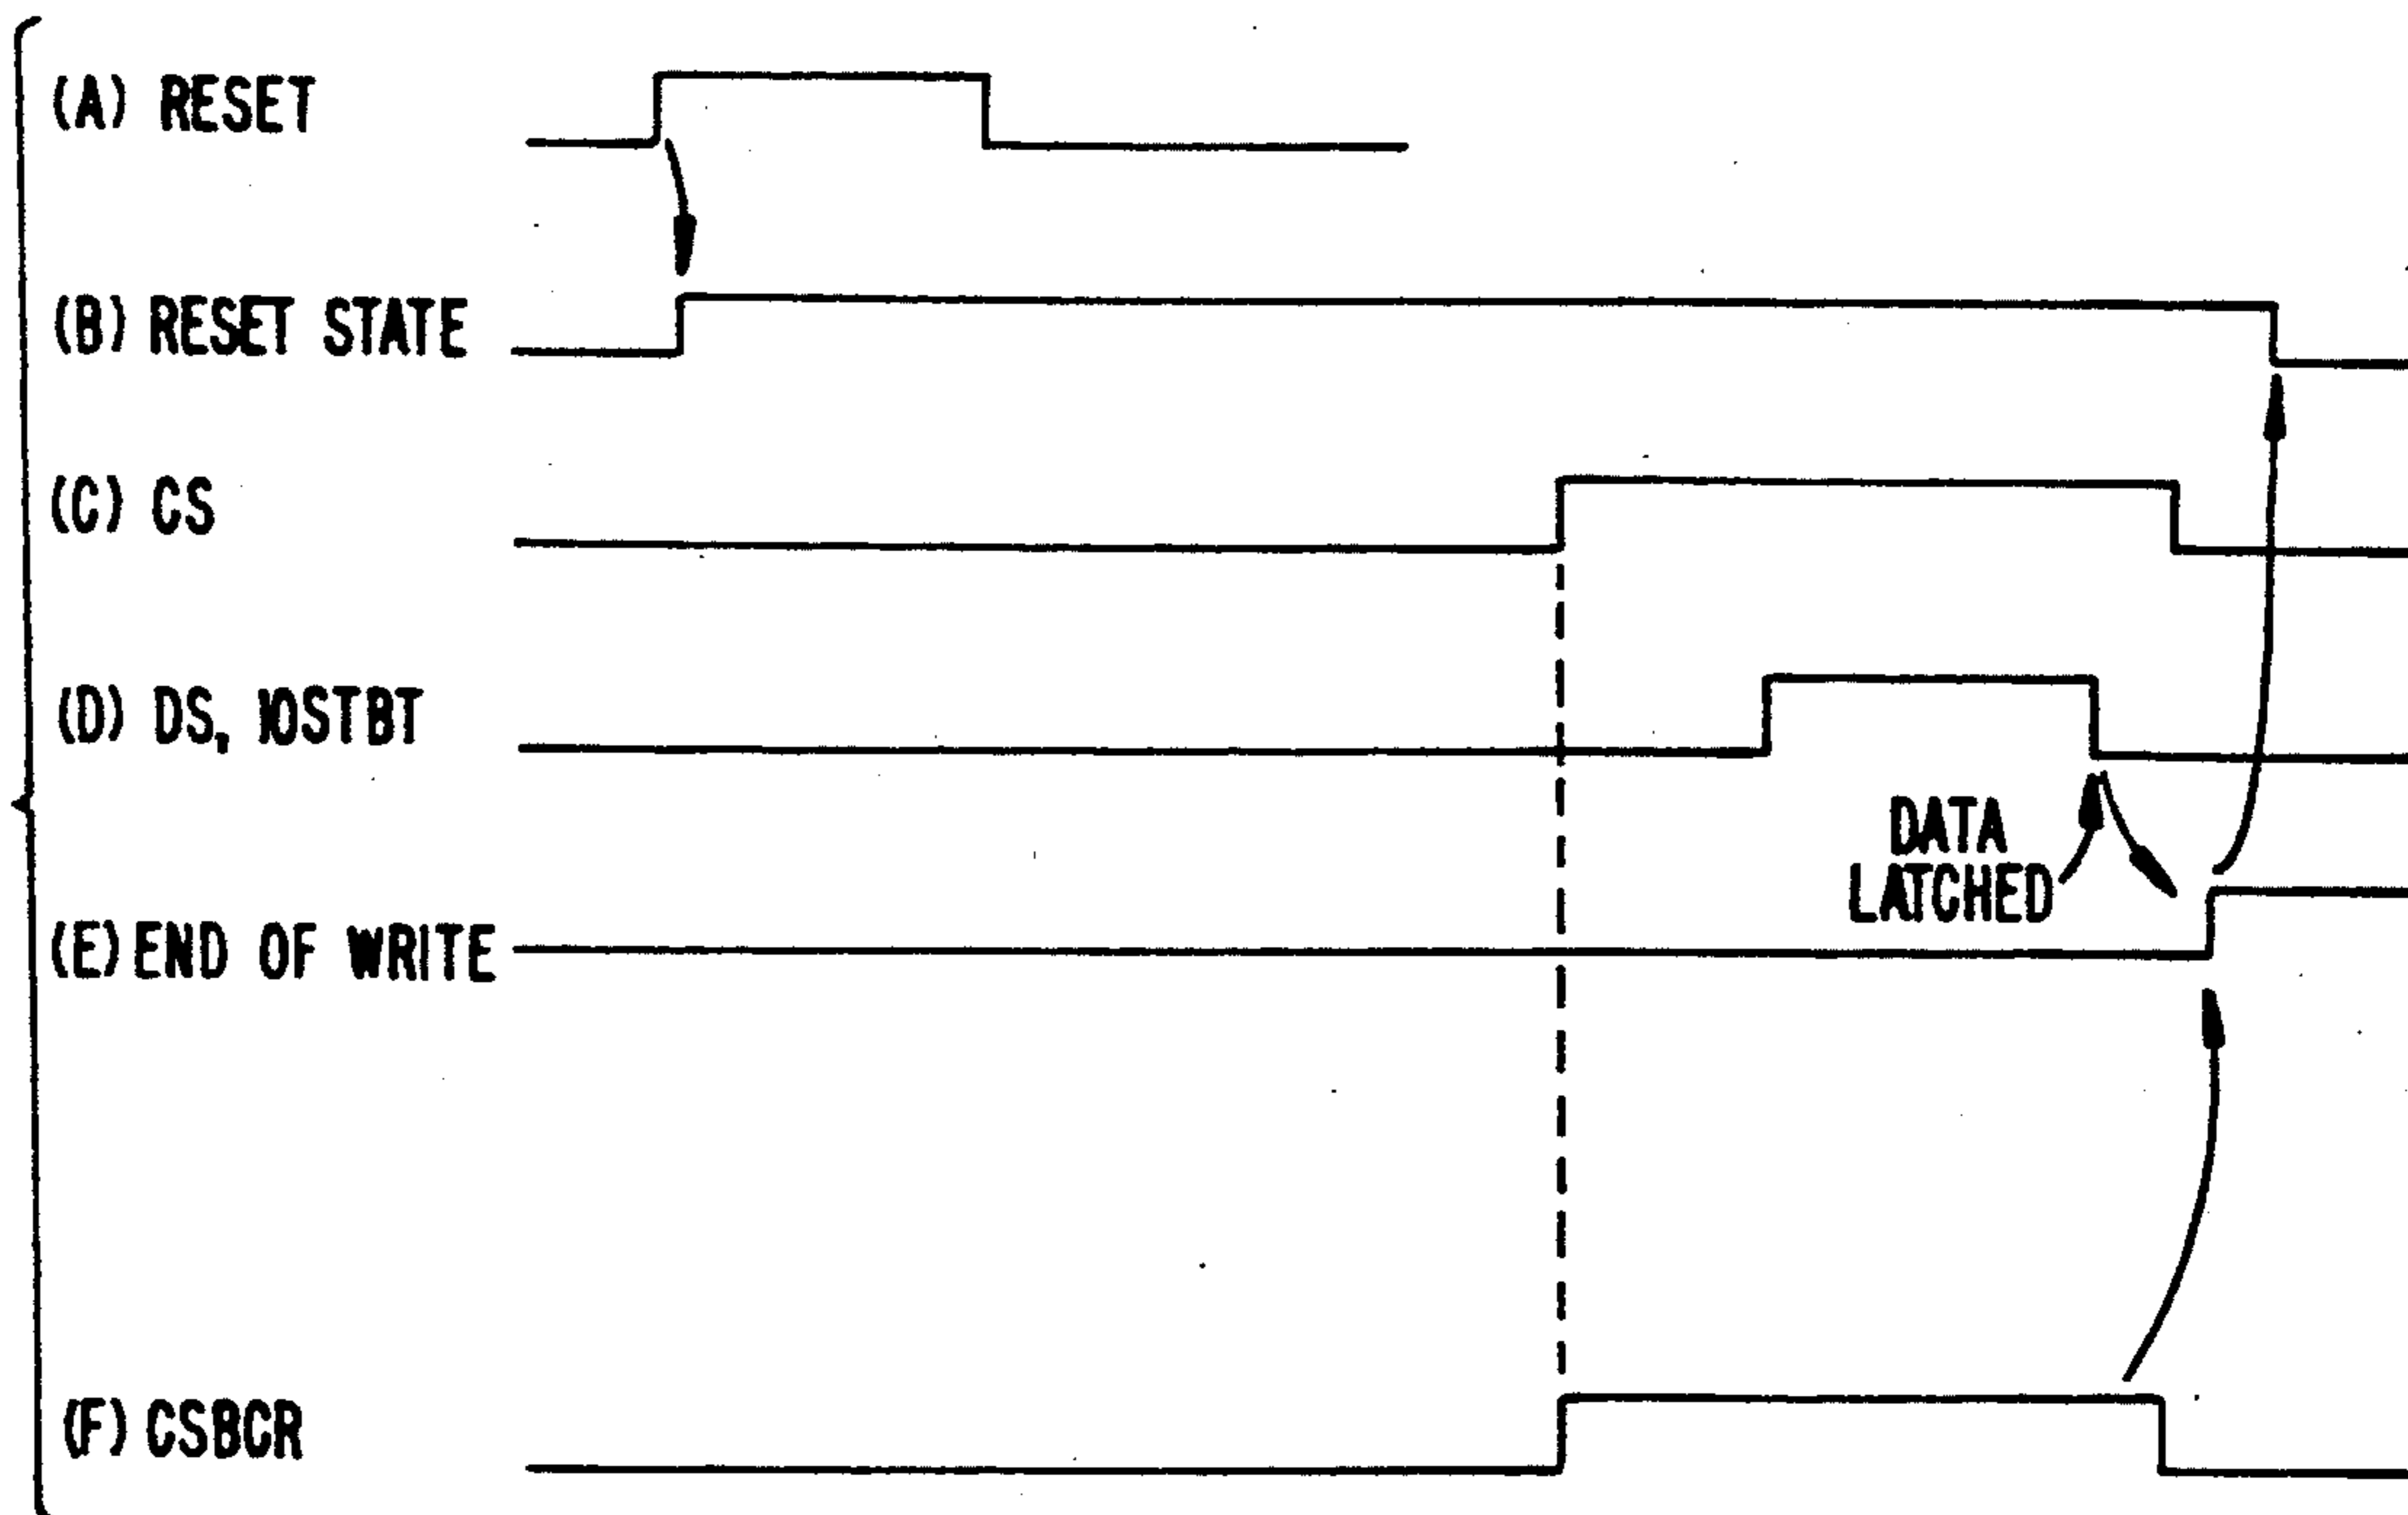 (A) RESET
(B) RESET STATE
(C) CS
(D) DS, IOSTBT
DATA
LATCHED
(E) END OF WRITE
(F) CSBCR